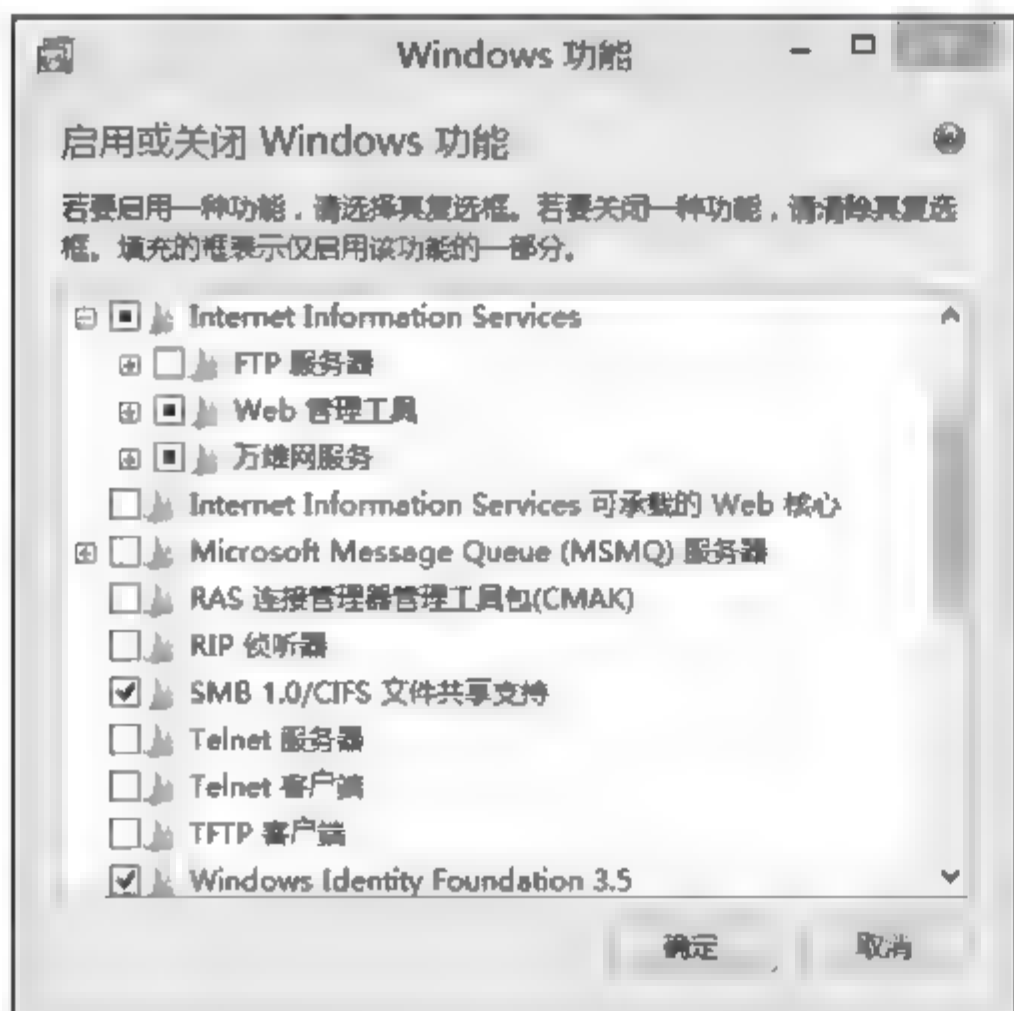 Windows 功能
启用或关闭 Windows 功能
若要启用一种功能，请选择其复选框。若要关闭一种功能，请清除其复选
框。填充的框表示仅启用该功能的一部分。
Internet Information Services
FTP 服务器
Web 管理工具
万维网服务
Internet Information Services 可承载的 Web 核心
Microsoft Message Queue (MSMQ) 服务器
RAS 连接管理器管理工具包(CMAK)
RIP 侦听器
SMB 1.0/CIFS 文件共享支持
Telnet 服务器
Telnet 客户端
TFTP 客户端
Windows Identity Foundation 3.5
确定 取消